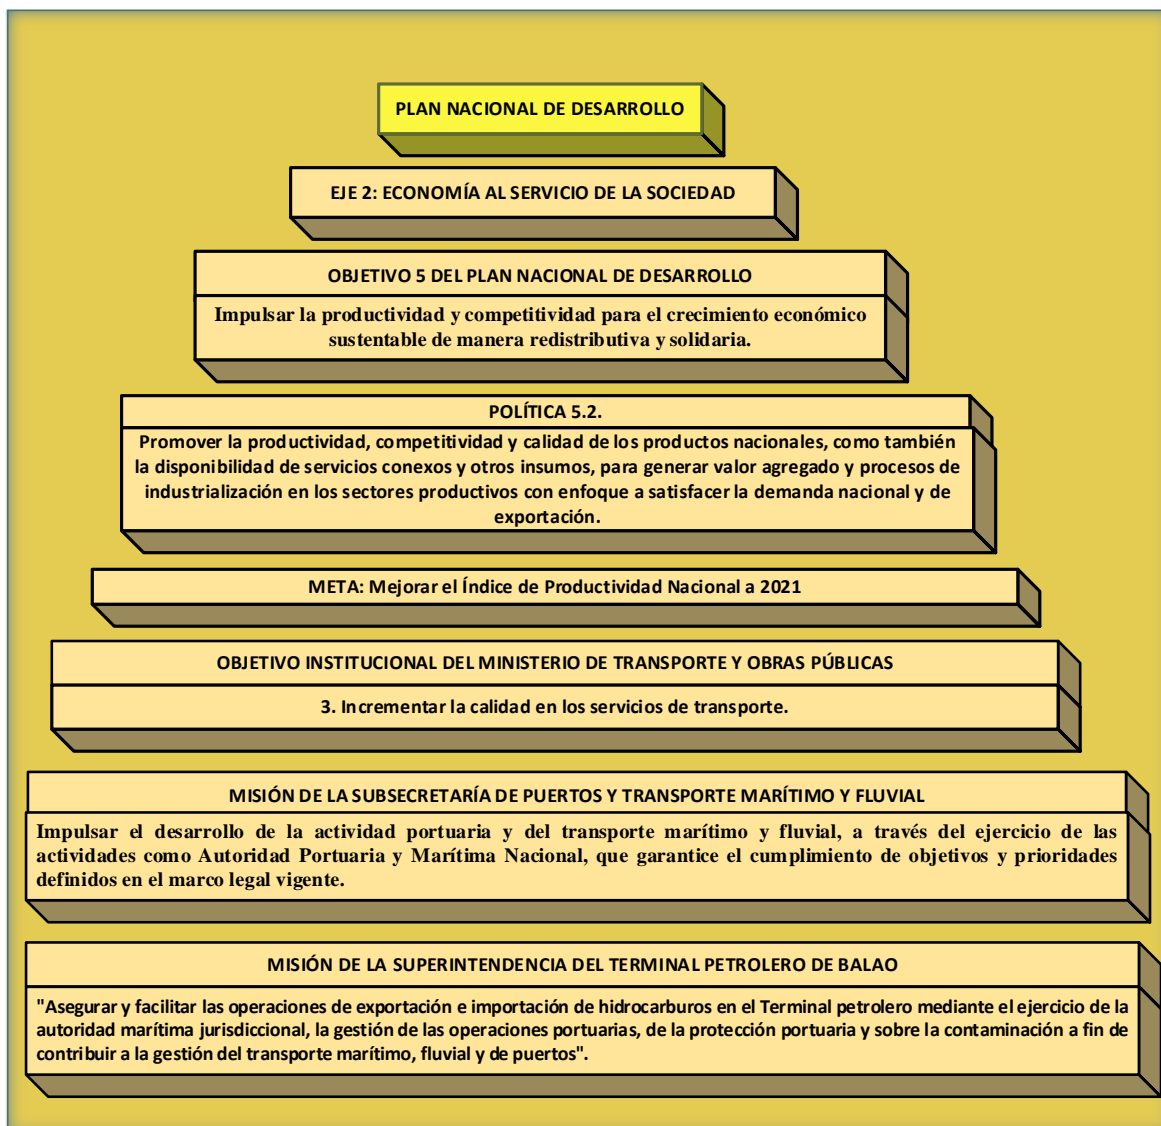 PLAN NACIONAL DE DESARROLLO
EJE 2: ECONOMÍA AL SERVICIO DE LA SOCIEDAD
OBJETIVO 5 DEL PLAN NACIONAL DE DESARROLLO
Impulsar la productividad y competitividad para el crecimiento económico
sustentable de manera redistributiva y solidaria.
POLÍTICA 5.2.
Promover la productividad, competitividad y calidad de los productos nacionales, como también
la disponibilidad de servicios conexos y otros insumos, para generar valor agregado y procesos de
industrialización en los sectores productivos con enfoque a satisfacer la demanda nacional y de
exportación.
META: Mejorar el Índice de Productividad Nacional a 2021
OBJETIVO INSTITUCIONAL DEL MINISTERIO DE TRANSPORTE Y OBRAS PÚBLICAS
3. Incrementar la calidad en los servicios de transporte.
MISIÓN DE LA SUBSECRETARÍA DE PUERTOS Y TRANSPORTE MARÍTIMO Y FLUVIAL
Impulsar el desarrollo de la actividad portuaria y del transporte marítimo y fluvial, a través del ejercicio de las
actividades como Autoridad Portuaria y Marítima Nacional, que garantice el cumplimiento de objetivos y prioridades
definidos en el marco legal vigente.
MISIÓN DE LA SUPERINTENDENCIA DEL TERMINAL PETROLERO DE BALAO
"Asegurar y facilitar las operaciones de exportación e importación de hidrocarburos en el Terminal petrolero mediante el ejercicio de la
autoridad marítima jurisdiccional, la gestión de las operaciones portuarias, de la protección portuaria y sobre la contaminación a fin de
contribuir a la gestión del transporte marítimo, fluvial y de puertos".